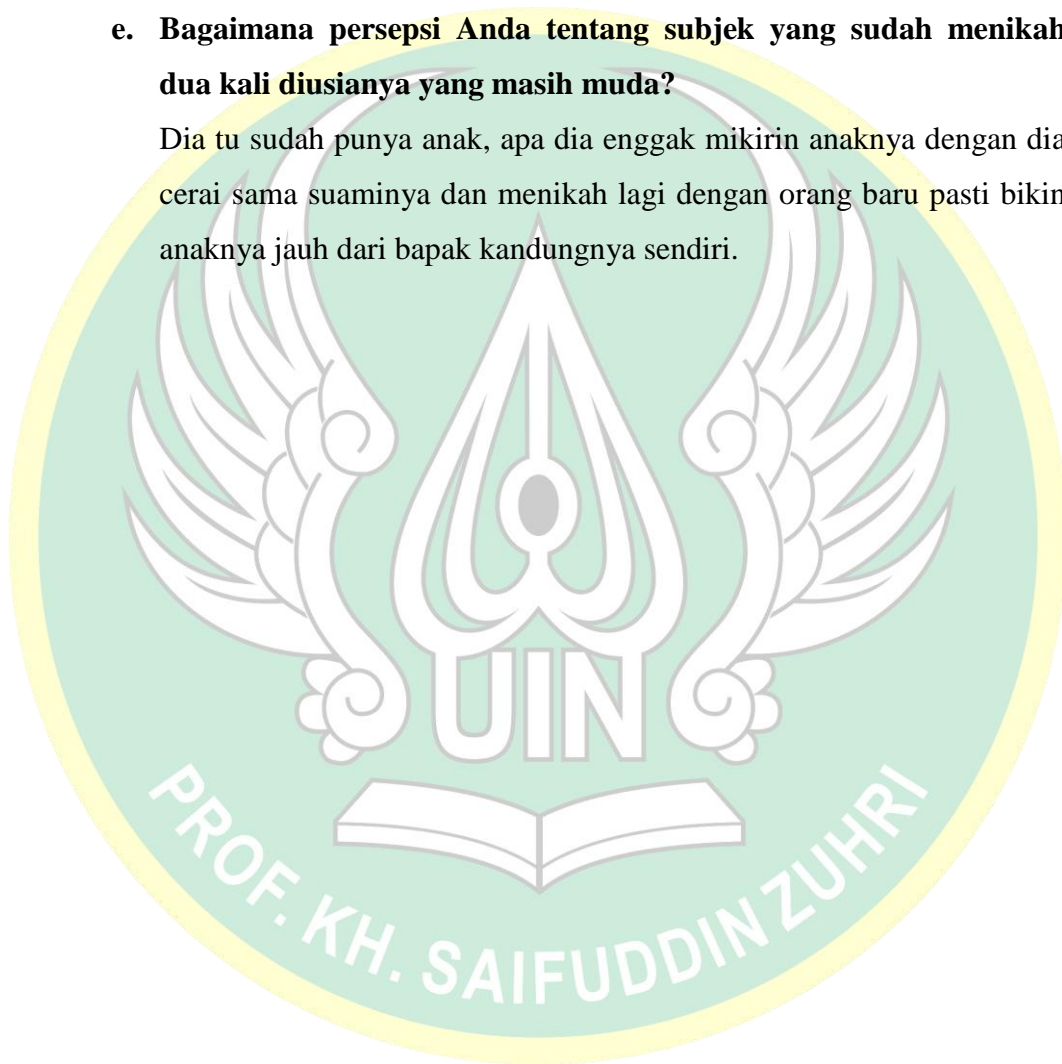 e. Bagaimana persepsi Anda tentang subjek yang sudah menikah
dua kali diusianya yang masih muda?
Dia tu sudah punya anak, apa dia enggak mikirin anaknya dengan dia
cerai sama suaminya dan menikah lagi dengan orang baru pasti bikin
anaknya jauh dari bapak kandungnya sendiri.
UIN
PROF. KH. SAIFUDDIN ZUHRI